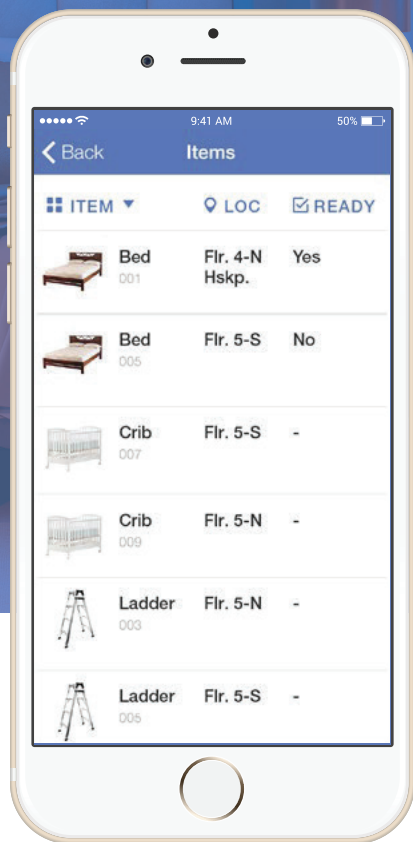 9:41 AM 50%
Back Items
ITEM LOC READY
Bed Flr. 4-N Yes
001 Hskp.
Bed Flr. 5-S No
005
Crib Flr. 5-S -
007
Crib Flr. 5-N -
009
Ladder Flr. 5-N -
003
Ladder Flr. 5-S -
005